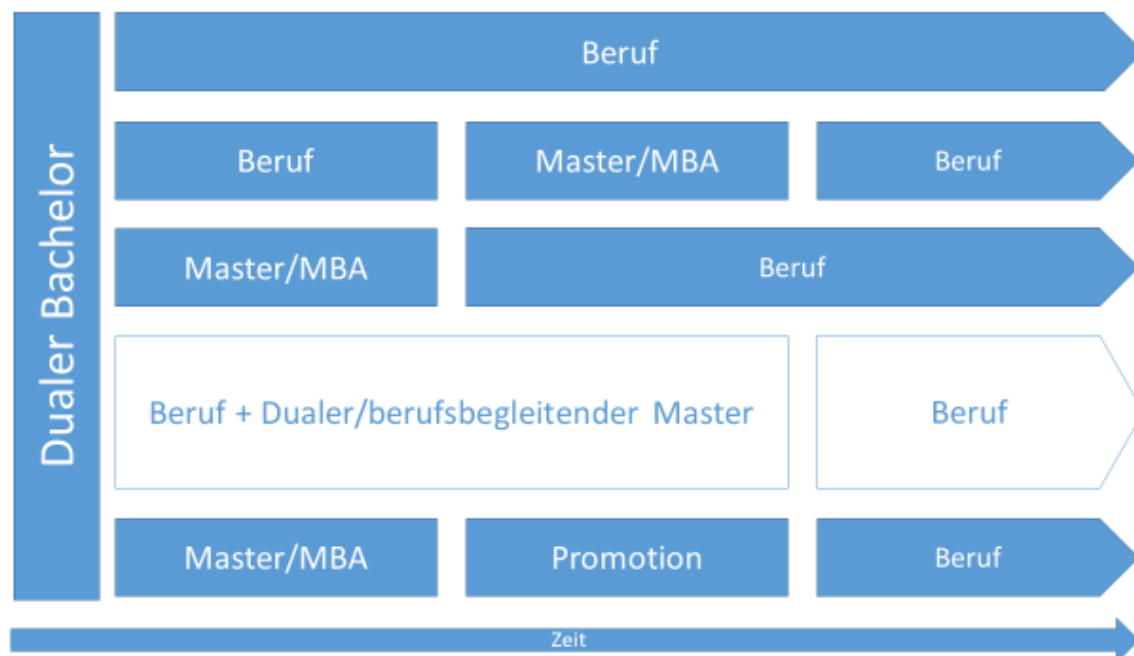 Dualer Bachelor
Beruf
Beruf
Master/MBA
Beruf
Master/MBA
Beruf
Beruf + Dualer/berufsbegleitender Master
Beruf
Master/MBA
Promotion
Beruf
Zeit